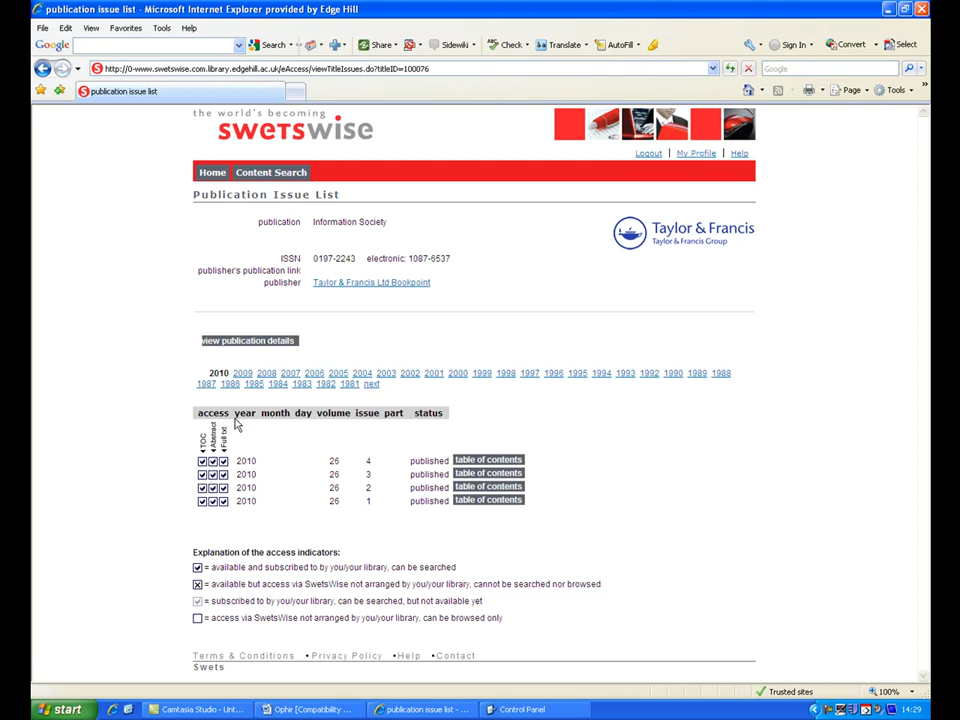 publication issue list - Microsoft Internet Explorer provided by Edge Hill
File Edit View Favorites Tools Help
Google Search Share Sidewiki Check Translate AutoFill Sign In Convert Select
http://0-www.swetswise.com.library.edgehill.ac.uk/eAccess/viewTitleIssues.do?titleID=100076 Google
publication issue list Page Tools
the world's becoming
swetswise
Logout | My Profile | Help
Home Content Search
Publication Issue List
publication Information Society
Taylor & Francis
Taylor & Francis Group
ISSN 0197-2243 electronic: 1087-6537
publisher's publication link
publisher Taylor & Francis Ltd Bookpoint
view publication details
2010 2009 2008 2007 2006 2005 2004 2003 2002 2001 2000 1999 1998 1997 1996 1995 1994 1993 1992 1990 1989 1988
1987 1986 1985 1984 1983 1982 1981 next
access year month day volume issue part status
TOC Abstract Full txt
2010 26 4 published table of contents
2010 26 3 published table of contents
2010 26 2 published table of contents
2010 26 1 published table of contents
Explanation of the access indicators:
= available and subscribed to by you/your library, can be searched
= available but access via SwetsWise not arranged by you/your library, cannot be searched nor browsed
= subscribed to by you/your library, can be searched, but not available yet
= access via SwetsWise not arranged by you/your library, can be browsed only
Terms & Conditions • Privacy Policy • Help • Contact
Swets
Trusted sites 100%
start Camtasia Studio - Unt... Ophir [Compatibility ... publication issue list - ... Control Panel 14:29